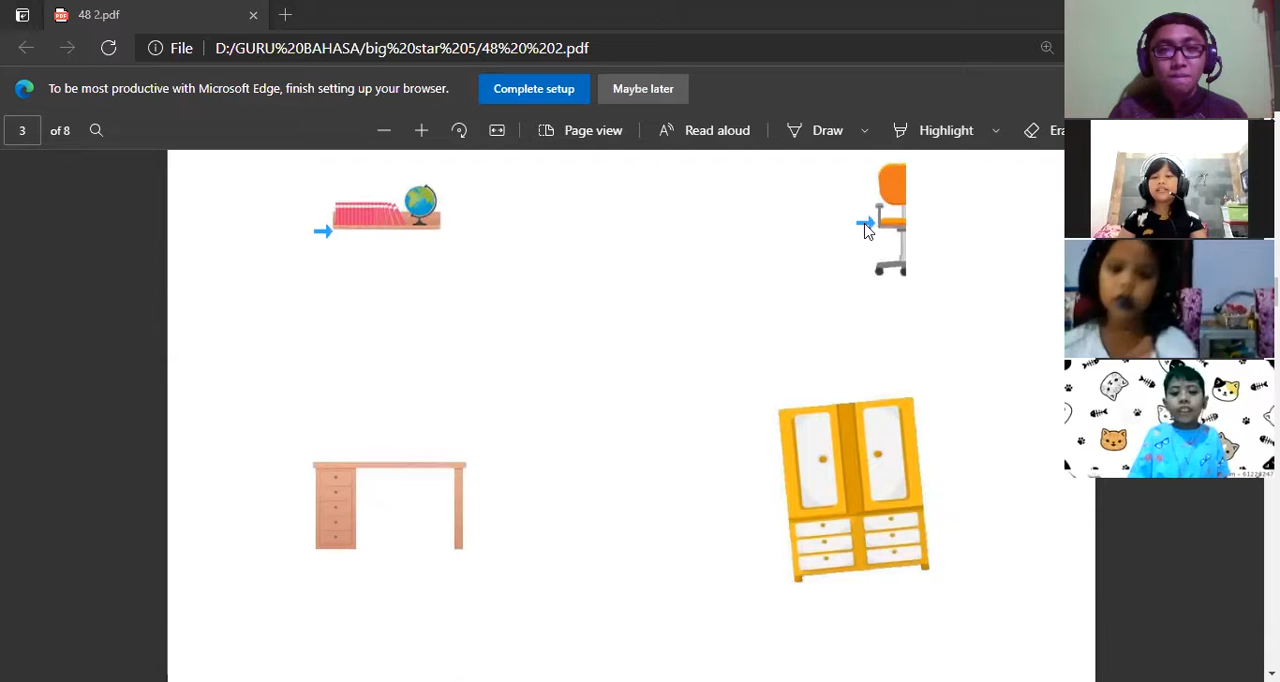 48 2.pdf
File D:/GURU%20BAHASA/big%20star%205/48%20%202.pdf
To be most productive with Microsoft Edge, finish setting up your browser. Complete setup Maybe later
3 of 8 Page view Read aloud Draw Highlight Era